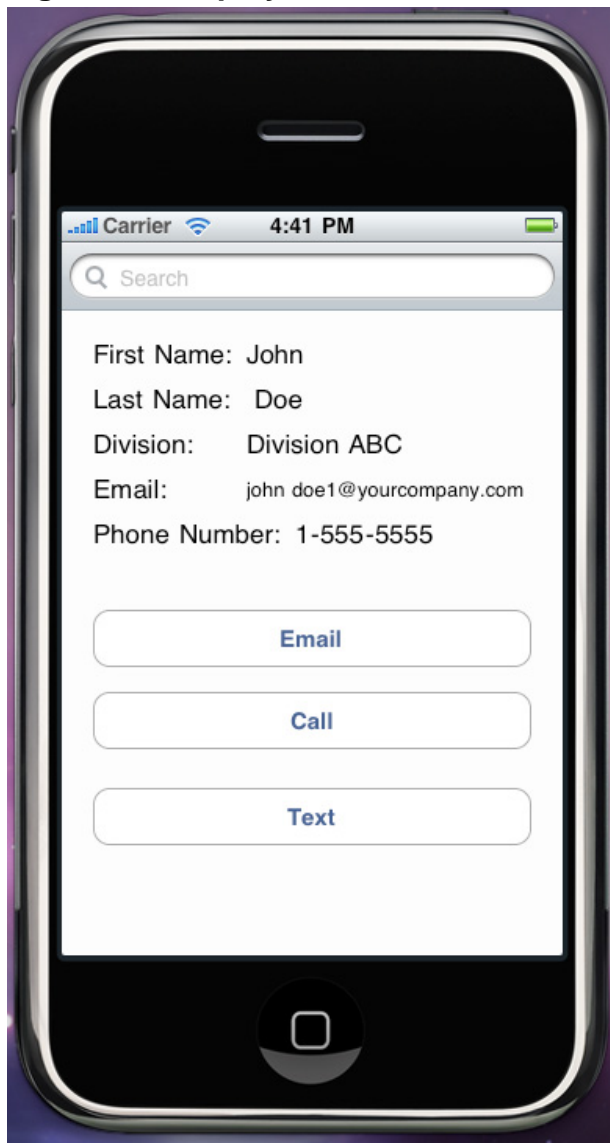 Carrier 4:41 PM
Search
First Name: John
Last Name: Doe
Division: Division ABC
Email: john doe1@yourcompany.com
Phone Number: 1-555-5555
Email
Call
Text